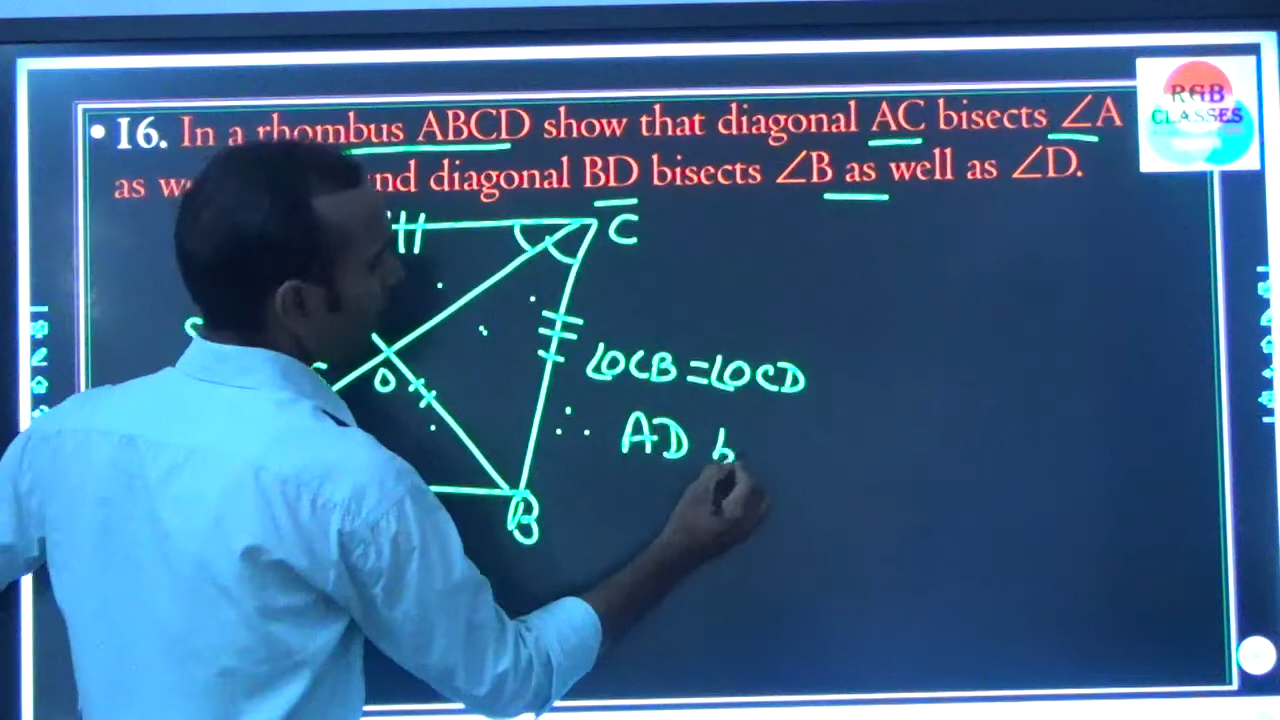 • 16. In a rhombus ABCD show that diagonal AC bisects ∠A
as nd diagonal BD bisects ∠B as well as ∠D.
RGB
CLASSES
C
O
B
∠OCB = ∠OCD
∴ AD b